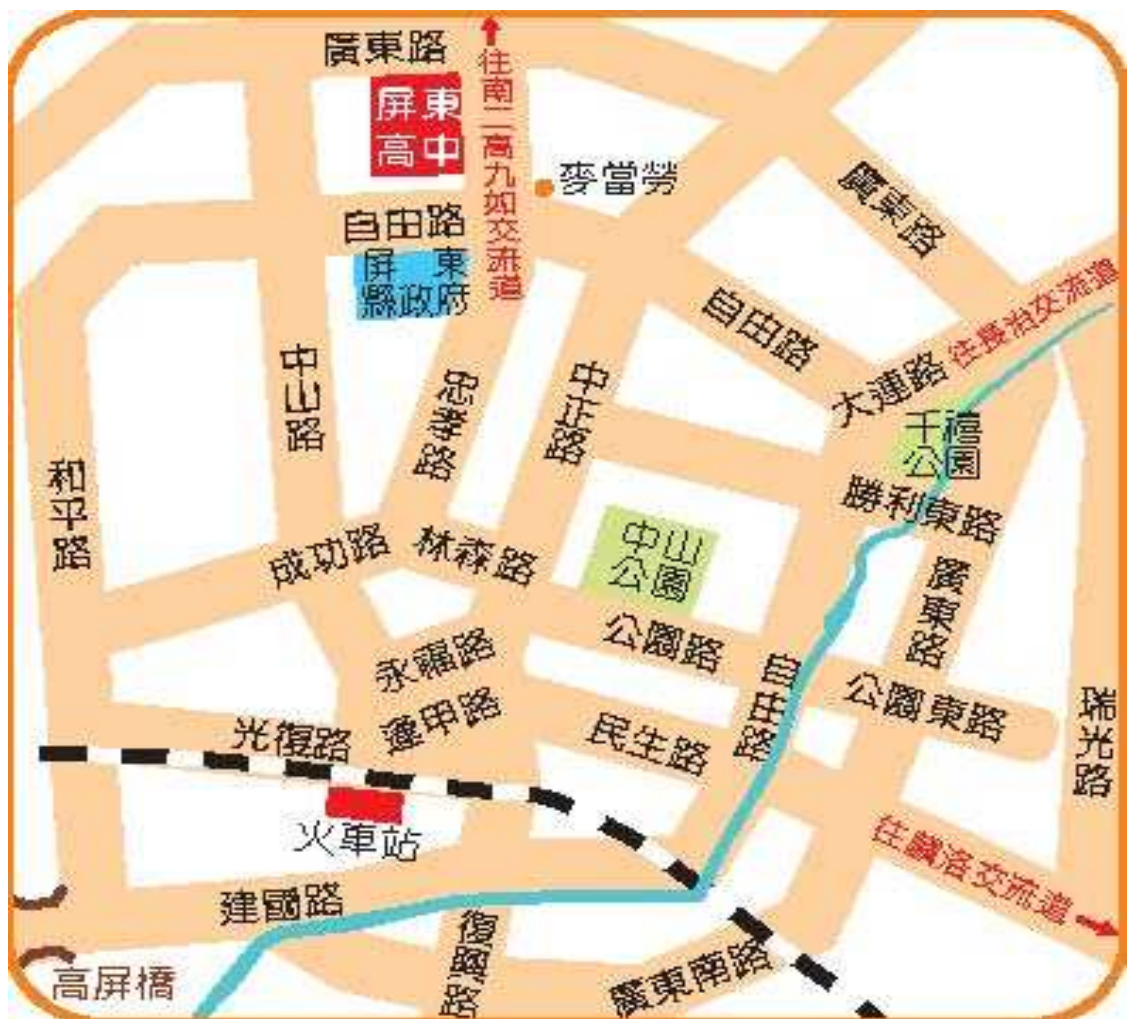 廣東路
往南二高九如交流道
屏東
高中
麥當勞
廣東路
自由路
屏東
縣政府
自由路
往長治交流道
大連路
中山路
忠孝路
中正路
千禧
公園
和平路
勝利東路
成功路
林森路
中山
公園
廣東路
公園路
永福路
自由路
公園東路
瑞光路
逢甲路
光復路
民生路
火車站
往麟洛交流道
建國路
復興路
廣東南路
高屏橋